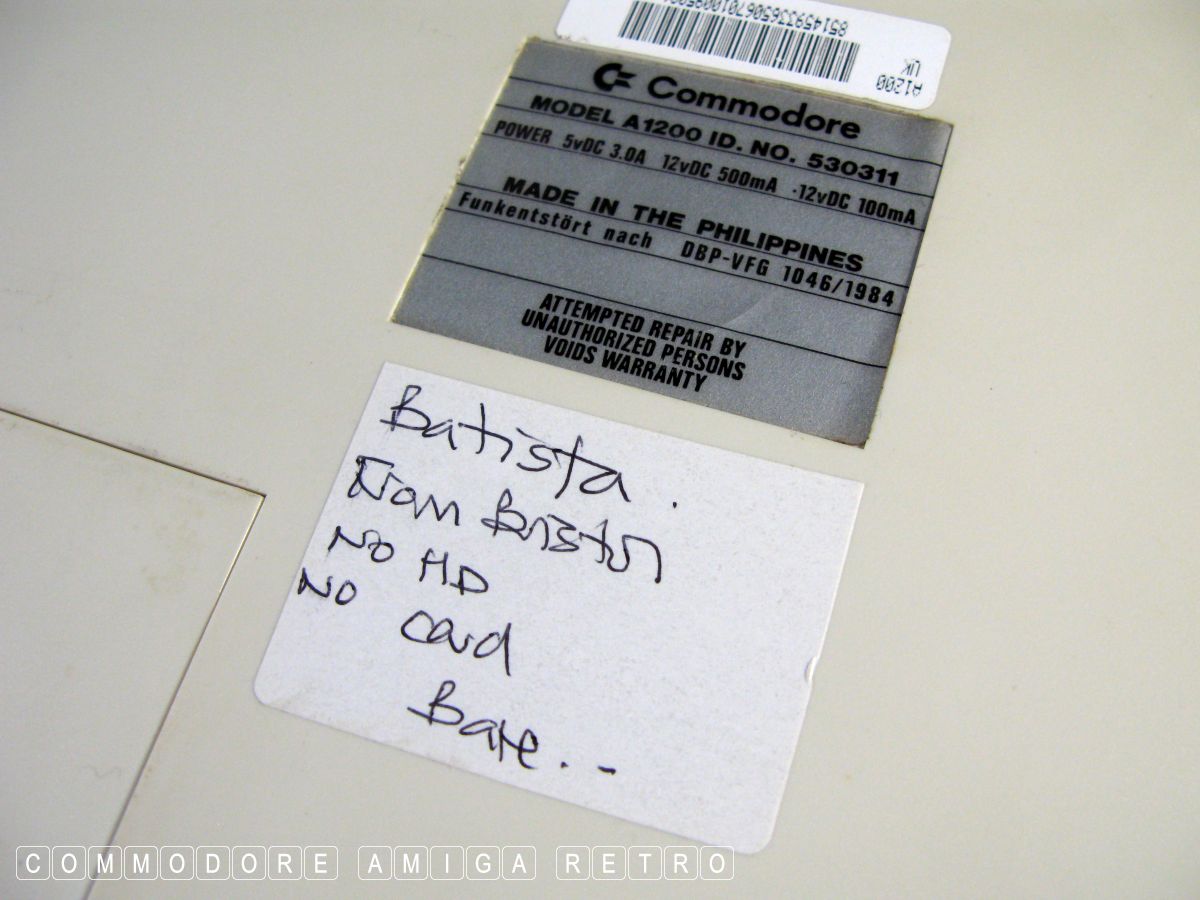 A1200
UK
Commodore
MODEL A1200 ID. NO. 530311
POWER 5vDC 3.0A 12vDC 500mA -12vDC 100mA
MADE IN THE PHILIPPINES
Funkentstört nach DBP-VFG 1046/1984
ATTEMPTED REPAIR BY
UNAUTHORIZED PERSONS
VOIDS WARRANTY
Batista.
From Bristol
No HD
No card
Bare..-
COMMODORE AMIGA RETRO